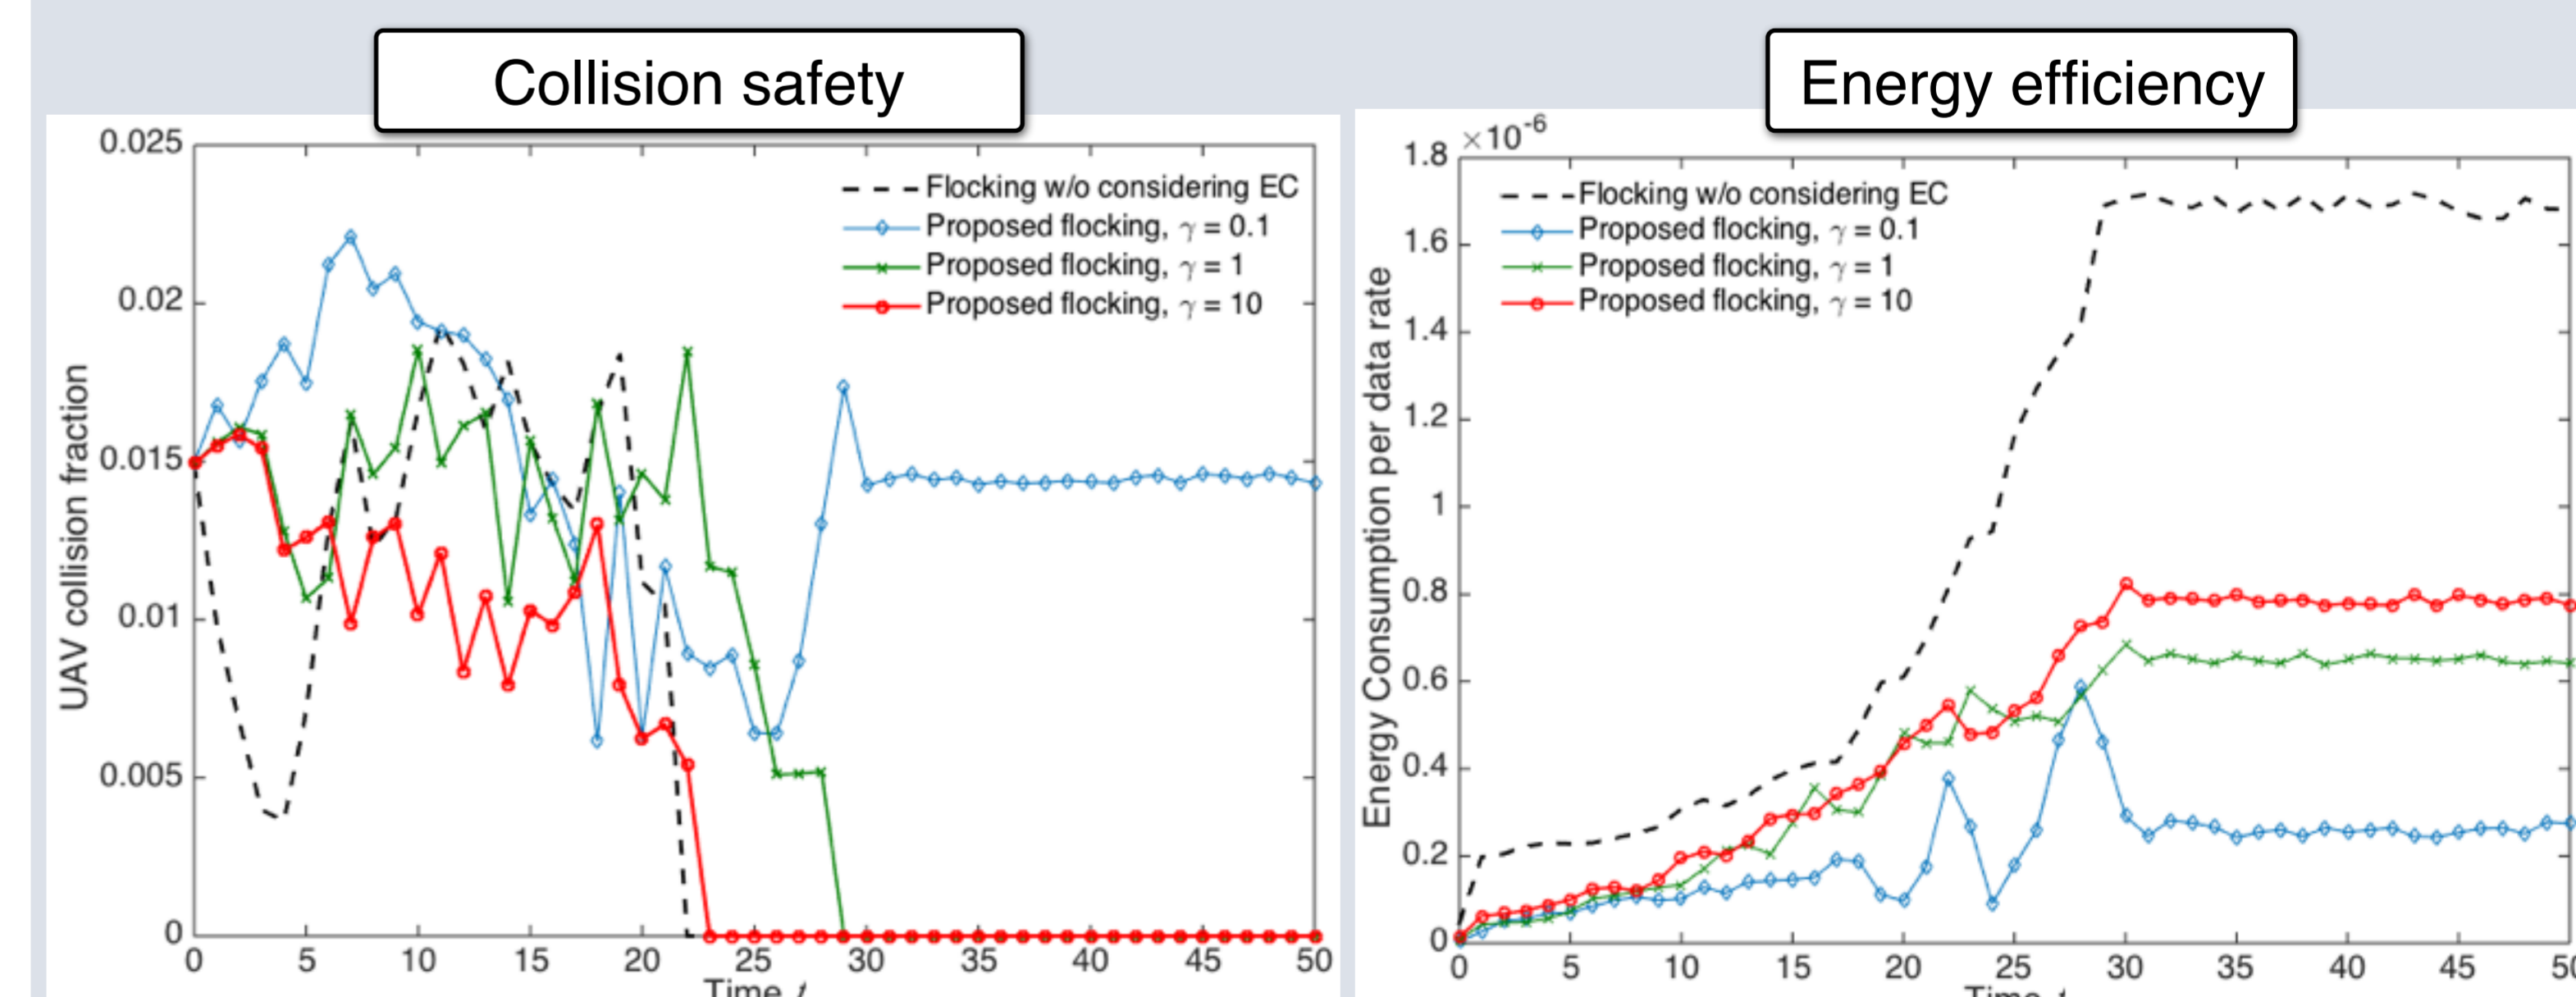 Collision safety
0.025
0.02
0.015
0.01
0.005
0
UAV collision fraction
Flocking w/o considering EC
Proposed flocking, γ = 0.1
Proposed flocking, γ = 1
Proposed flocking, γ = 10
0 5 10 15 20 25 30 35 40 45 50
Time t
Energy efficiency
×10-6
1.8
1.6
1.4
1.2
1
0.8
0.6
0.4
0.2
0
Energy Consumption per data rate
Flocking w/o considering EC
Proposed flocking, γ = 0.1
Proposed flocking, γ = 1
Proposed flocking, γ = 10
0 5 10 15 20 25 30 35 40 45 50
Time t